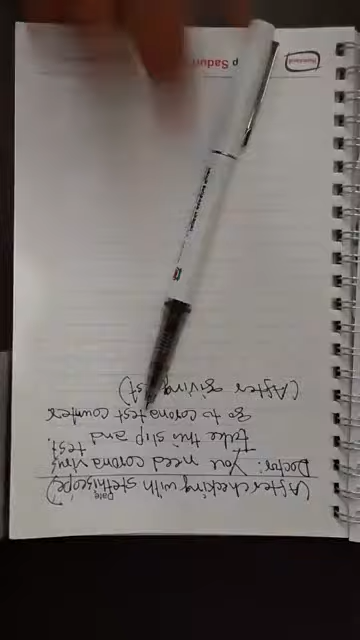 Date
(After checking with stethiscope)
Doctor: You need corona virus
test.
take this slip and
go to corona test counter
(After giving test)